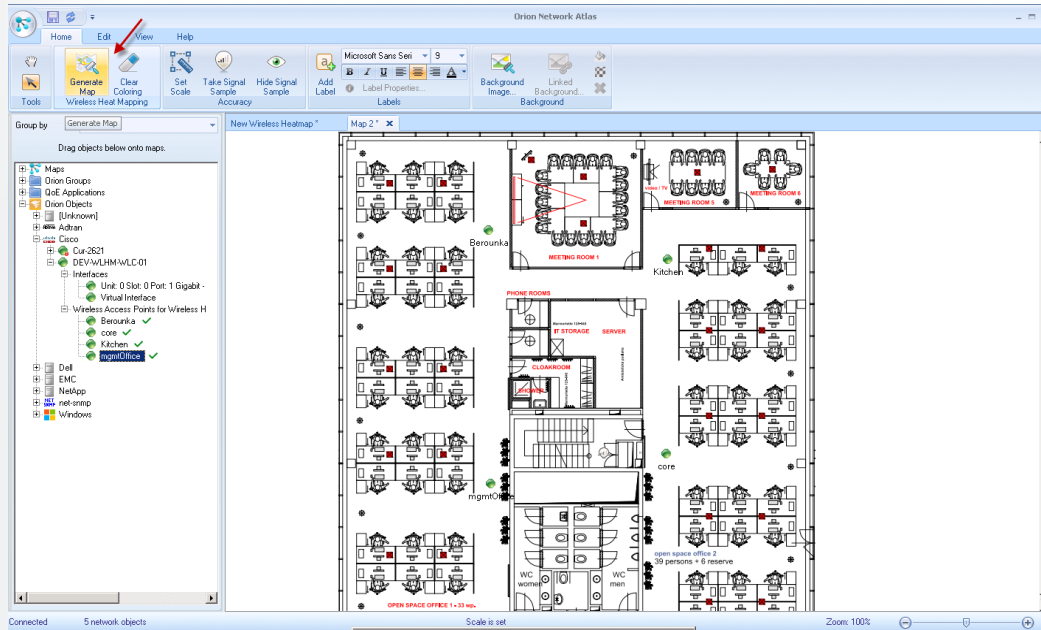 Orion Network Atlas
Home Edit View Help
Generate Map
Clear Coloring
Set Scale
Take Signal Sample
Hide Signal Sample
Add Label
Microsoft Sans Seri 9
B I U
Label Properties...
Background Image...
Linked Background...
Tools
Wireless Heat Mapping
Accuracy
Labels
Background
Group by
Generate Map
New Wireless Heatmap *
Map 2 *
Drag objects below onto maps.
Maps
Orion Groups
QoE Applications
Orion Objects
[Unknown]
Adtran
Cisco
Cur-2621
DEV-WLHM-WLC-01
Interfaces
Unit: 0 Slot: 0 Port: 1 Gigabit -
Virtual Interface
Wireless Access Points for Wireless H
Berounka
core
Kitchen
mgmtOffice
Dell
EMC
NetApp
net-snmp
Windows
video / TV
MEETING ROOM 5
MEETING ROOM 6
Berounka
MEETING ROOM 1
Kitchen
PHONE ROOMS
IT STORAGE
SERVER
CLOAKROOM
SHOWER
core
mgmtOffice
open space office 2
39 persons + 6 reserve
WC women
WC men
OPEN SPACE OFFICE 1 - 33 wp.
Connected
5 network objects
Scale is set
Zoom: 100%